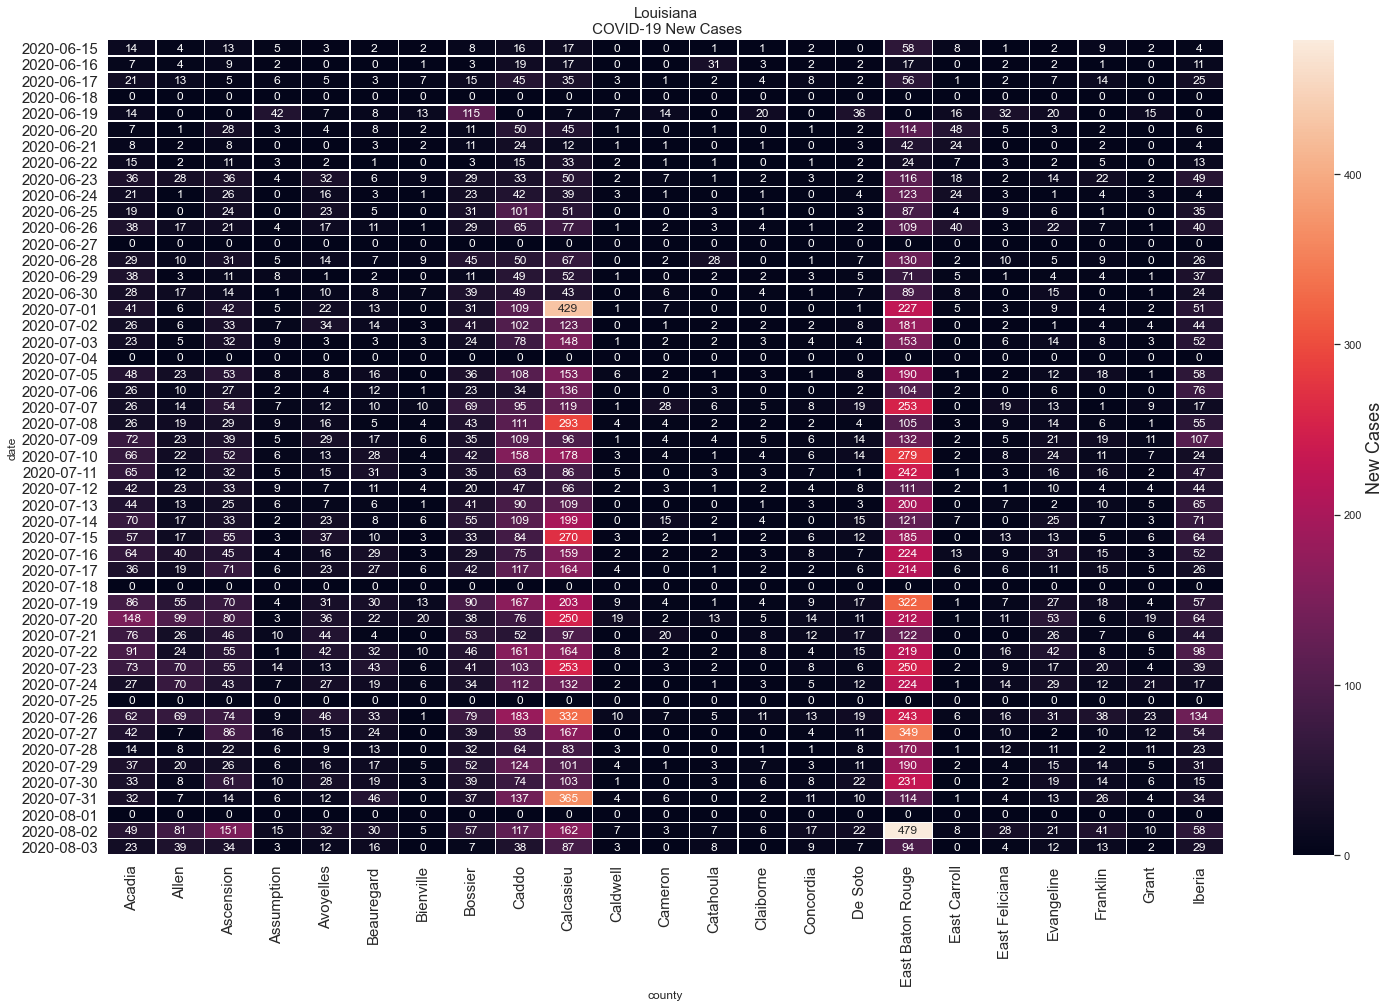 Louisiana
COVID-19 New Cases
2020-06-15 14 4 13 5 3 2 2 8 16 17 0 0 1 1 2 0 58 8 1 2 9 2 4
2020-06-16 7 4 9 2 0 0 1 3 19 17 0 0 31 3 2 2 17 0 2 2 1 0 11
2020-06-17 21 13 5 6 5 3 7 15 45 35 3 1 2 4 8 2 56 1 2 7 14 0 25
2020-06-18 0 0 0 0 0 0 0 0 0 0 0 0 0 0 0 0 0 0 0 0 0 0 0
2020-06-19 14 0 0 42 7 8 13 115 0 7 7 14 0 20 0 36 0 16 32 20 0 15 0
2020-06-20 7 1 28 3 4 8 2 11 50 45 1 0 1 0 1 2 114 48 5 3 2 0 6
2020-06-21 8 2 8 0 0 3 2 11 24 12 1 1 0 1 0 3 42 24 0 0 2 0 4
2020-06-22 15 2 11 3 2 1 0 3 15 33 2 1 1 0 1 2 24 7 3 2 5 0 13
2020-06-23 36 28 36 4 32 6 9 29 33 50 2 7 1 2 3 2 116 18 2 14 22 2 49
2020-06-24 21 1 26 0 16 3 1 23 42 39 3 1 0 1 0 4 123 24 3 1 4 3 4
2020-06-25 19 0 24 0 23 5 0 31 101 51 0 0 3 1 0 3 87 4 9 6 1 0 35
2020-06-26 38 17 21 4 17 11 1 29 65 77 1 2 3 4 1 2 109 40 3 22 7 1 40
2020-06-27 0 0 0 0 0 0 0 0 0 0 0 0 0 0 0 0 0 0 0 0 0 0 0
2020-06-28 29 10 31 5 14 7 9 45 50 67 0 2 28 0 1 7 130 2 10 5 9 0 26
2020-06-29 38 3 11 8 1 2 0 11 49 52 1 0 2 2 3 5 71 5 1 4 4 1 37
2020-06-30 28 17 14 1 10 8 7 39 49 43 0 6 0 4 1 7 89 8 0 15 0 1 24
2020-07-01 41 6 42 5 22 13 0 31 109 429 1 7 0 0 0 1 227 5 3 9 4 2 51
2020-07-02 26 6 33 7 34 14 3 41 102 123 0 1 2 2 2 8 181 0 2 1 4 4 44
2020-07-03 23 5 32 9 3 3 3 24 78 148 1 2 2 3 4 4 153 0 6 14 8 3 52
2020-07-04 0 0 0 0 0 0 0 0 0 0 0 0 0 0 0 0 0 0 0 0 0 0 0
2020-07-05 48 23 53 8 8 16 0 36 108 153 6 2 1 3 1 8 190 1 2 12 18 1 58
2020-07-06 26 10 27 2 4 12 1 23 34 136 0 0 3 0 0 2 104 2 0 6 0 0 76
2020-07-07 26 14 54 7 12 10 10 69 95 119 1 28 6 5 8 19 253 0 19 13 1 9 17
2020-07-08 26 19 29 9 16 5 4 43 111 293 4 4 2 2 2 4 105 3 9 14 6 1 55
2020-07-09 72 23 39 5 29 17 6 35 109 96 1 4 4 5 6 14 132 2 5 21 19 11 107
2020-07-10 66 22 52 6 13 28 4 42 158 178 3 4 1 4 6 14 279 2 8 24 11 7 24
2020-07-11 65 12 32 5 15 31 3 35 63 86 5 0 3 3 7 1 242 1 3 16 16 2 47
2020-07-12 42 23 33 9 7 11 4 20 47 66 2 3 1 2 4 8 111 2 1 10 4 4 44
2020-07-13 44 13 25 6 7 6 1 41 90 109 0 0 0 1 3 3 200 0 7 2 10 5 65
2020-07-14 70 17 33 2 23 8 6 55 109 199 0 15 2 4 0 15 121 7 0 25 7 3 71
2020-07-15 57 17 55 3 37 10 3 33 84 270 3 2 1 2 6 12 185 0 13 13 5 6 64
2020-07-16 64 40 45 4 16 29 3 29 75 159 2 2 2 3 8 7 224 13 9 31 15 3 52
2020-07-17 36 19 71 6 23 27 6 42 117 164 4 0 1 2 2 6 214 6 6 11 15 5 26
2020-07-18 0 0 0 0 0 0 0 0 0 0 0 0 0 0 0 0 0 0 0 0 0 0 0
2020-07-19 86 55 70 4 31 30 13 90 167 203 9 4 1 4 9 17 322 1 7 27 18 4 57
2020-07-20 148 99 80 3 36 22 20 38 76 250 19 2 13 5 14 11 212 1 11 53 6 19 64
2020-07-21 76 26 46 10 44 4 0 53 52 97 0 20 0 8 12 17 122 0 0 26 7 6 44
2020-07-22 91 24 55 1 42 32 10 46 161 164 8 2 2 8 4 15 219 0 16 42 8 5 98
2020-07-23 73 70 55 14 13 43 6 41 103 253 0 3 2 0 8 6 250 2 9 17 20 4 39
2020-07-24 27 70 43 7 27 19 6 34 112 132 2 0 1 3 5 12 224 1 14 29 12 21 17
2020-07-25 0 0 0 0 0 0 0 0 0 0 0 0 0 0 0 0 0 0 0 0 0 0 0
2020-07-26 62 69 74 9 46 33 1 79 183 332 10 7 5 11 13 19 243 6 16 31 38 23 134
2020-07-27 42 7 86 16 15 24 0 39 93 167 0 0 0 0 4 11 349 0 10 2 10 12 54
2020-07-28 14 8 22 6 9 13 0 32 64 83 3 0 0 1 1 8 170 1 12 11 2 11 23
2020-07-29 37 20 26 6 16 17 5 52 124 101 4 1 3 7 3 11 190 2 4 15 14 5 31
2020-07-30 33 8 61 10 28 19 3 39 74 103 1 0 3 6 8 22 231 0 2 19 14 6 15
2020-07-31 32 7 14 6 12 46 0 37 137 365 4 6 0 2 11 10 114 1 4 13 26 4 34
2020-08-01 0 0 0 0 0 0 0 0 0 0 0 0 0 0 0 0 0 0 0 0 0 0 0
2020-08-02 49 81 151 15 32 30 5 57 117 162 7 3 7 6 17 22 479 8 28 21 41 10 58
2020-08-03 23 39 34 3 12 16 0 7 38 87 3 0 8 0 9 7 94 0 4 12 13 2 29
date
Acadia Allen Ascension Assumption Avoyelles Beauregard Bienville Bossier Caddo Calcasieu Caldwell Cameron Catahoula Claiborne Concordia De Soto East Baton Rouge East Carroll East Feliciana Evangeline Franklin Grant Iberia
county
400
300
200
100
0
New Cases